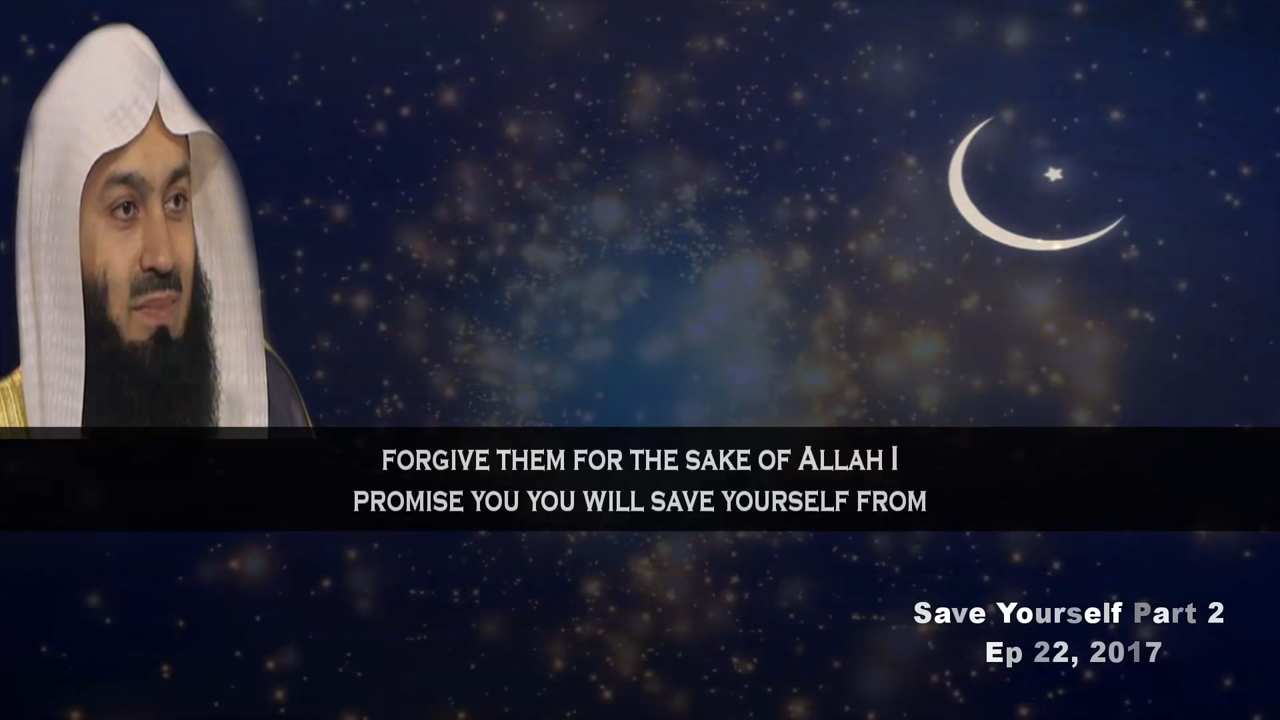 FORGIVE THEM FOR THE SAKE OF ALLAH I
PROMISE YOU YOU WILL SAVE YOURSELF FROM
Save Yourself Part 2
Ep 22, 2017